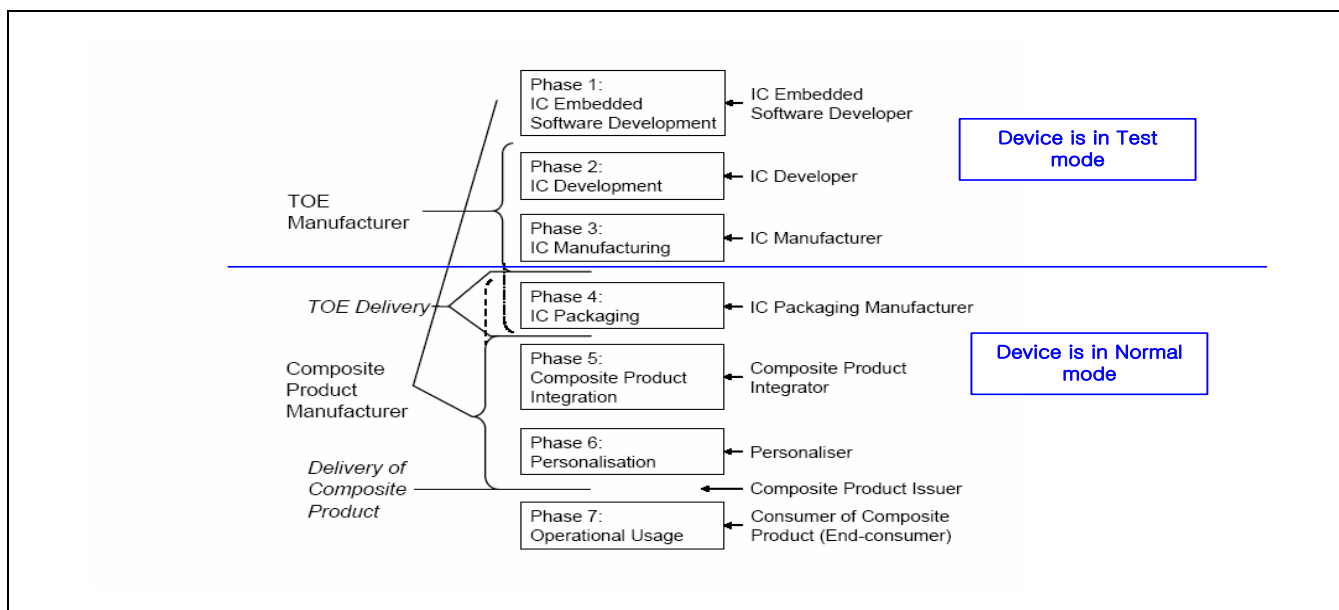 Phase 1:
IC Embedded
Software Development
IC Embedded
Software Developer
Device is in Test
mode
Phase 2:
IC Development
IC Developer
TOE
Manufacturer
Phase 3:
IC Manufacturing
IC Manufacturer
TOE Delivery
Phase 4:
IC Packaging
IC Packaging Manufacturer
Device is in Normal
mode
Composite
Product
Manufacturer
Phase 5:
Composite Product
Integration
Composite Product
Integrator
Phase 6:
Personalisation
Personaliser
Delivery of
Composite
Product
Composite Product Issuer
Phase 7:
Operational Usage
Consumer of Composite
Product (End-consumer)